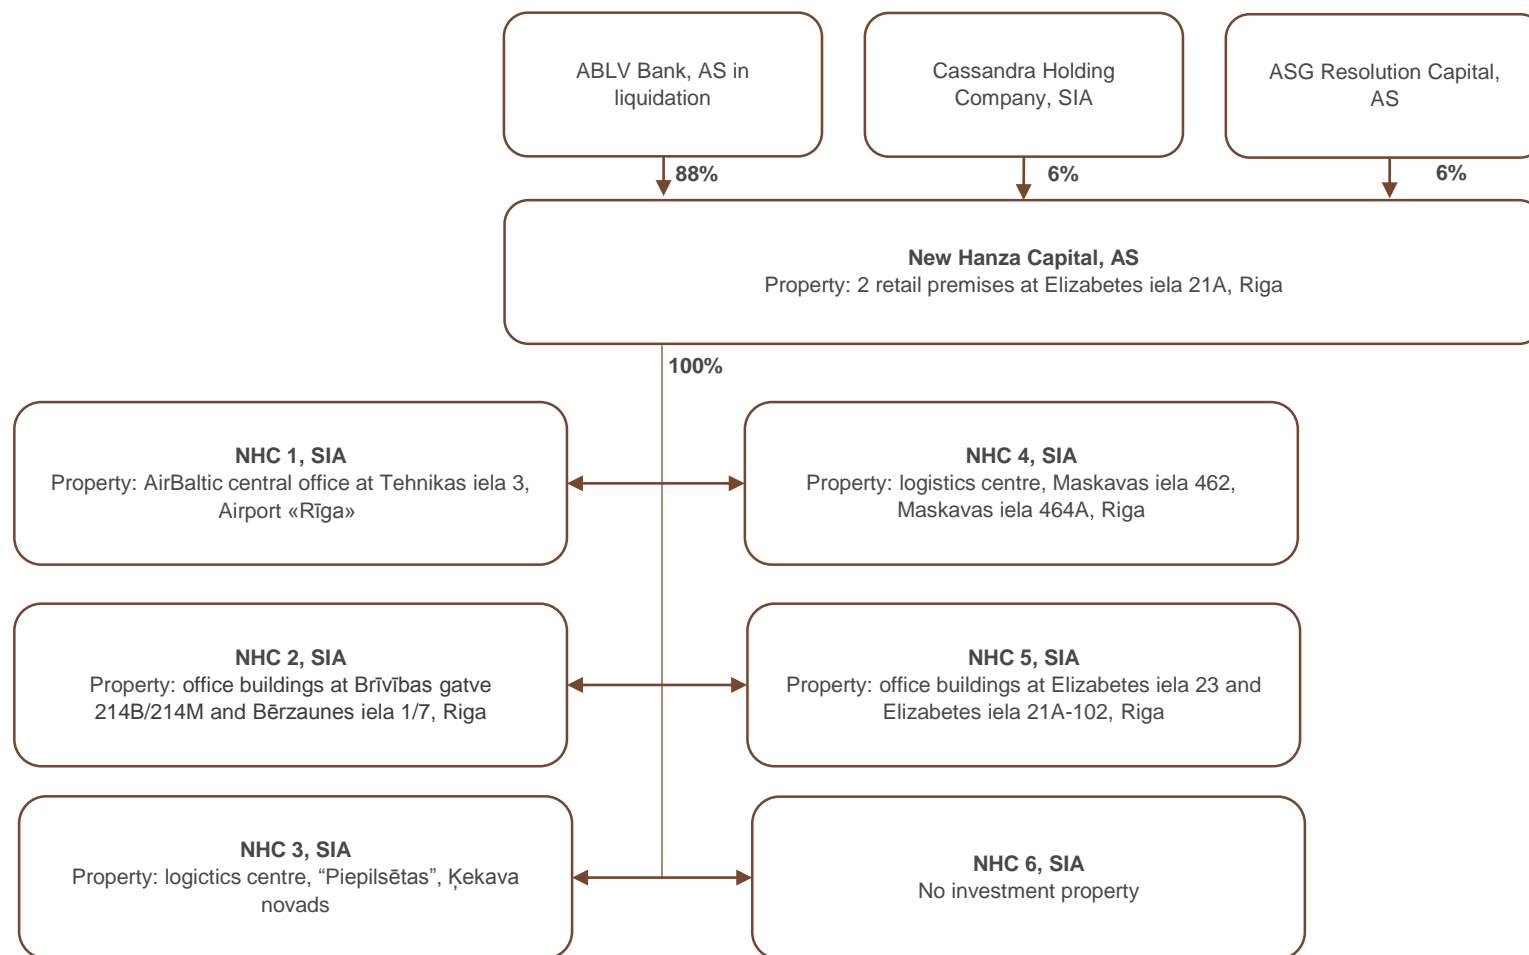 ABLV Bank, AS in
liquidation
Cassandra Holding
Company, SIA
ASG Resolution Capital,
AS
88%
6%
6%
New Hanza Capital, AS
Property: 2 retail premises at Elizabetes iela 21A, Riga
100%
NHC 1, SIA
Property: AirBaltic central office at Tehnikas iela 3,
Airport «Rīga»
NHC 4, SIA
Property: logistics centre, Maskavas iela 462,
Maskavas iela 464A, Riga
NHC 2, SIA
Property: office buildings at Brīvības gatve
214B/214M and Bērzaunes iela 1/7, Riga
NHC 5, SIA
Property: office buildings at Elizabetes iela 23 and
Elizabetes iela 21A-102, Riga
NHC 3, SIA
Property: logictics centre, “Piepilsētas”, Ķekava
novads
NHC 6, SIA
No investment property